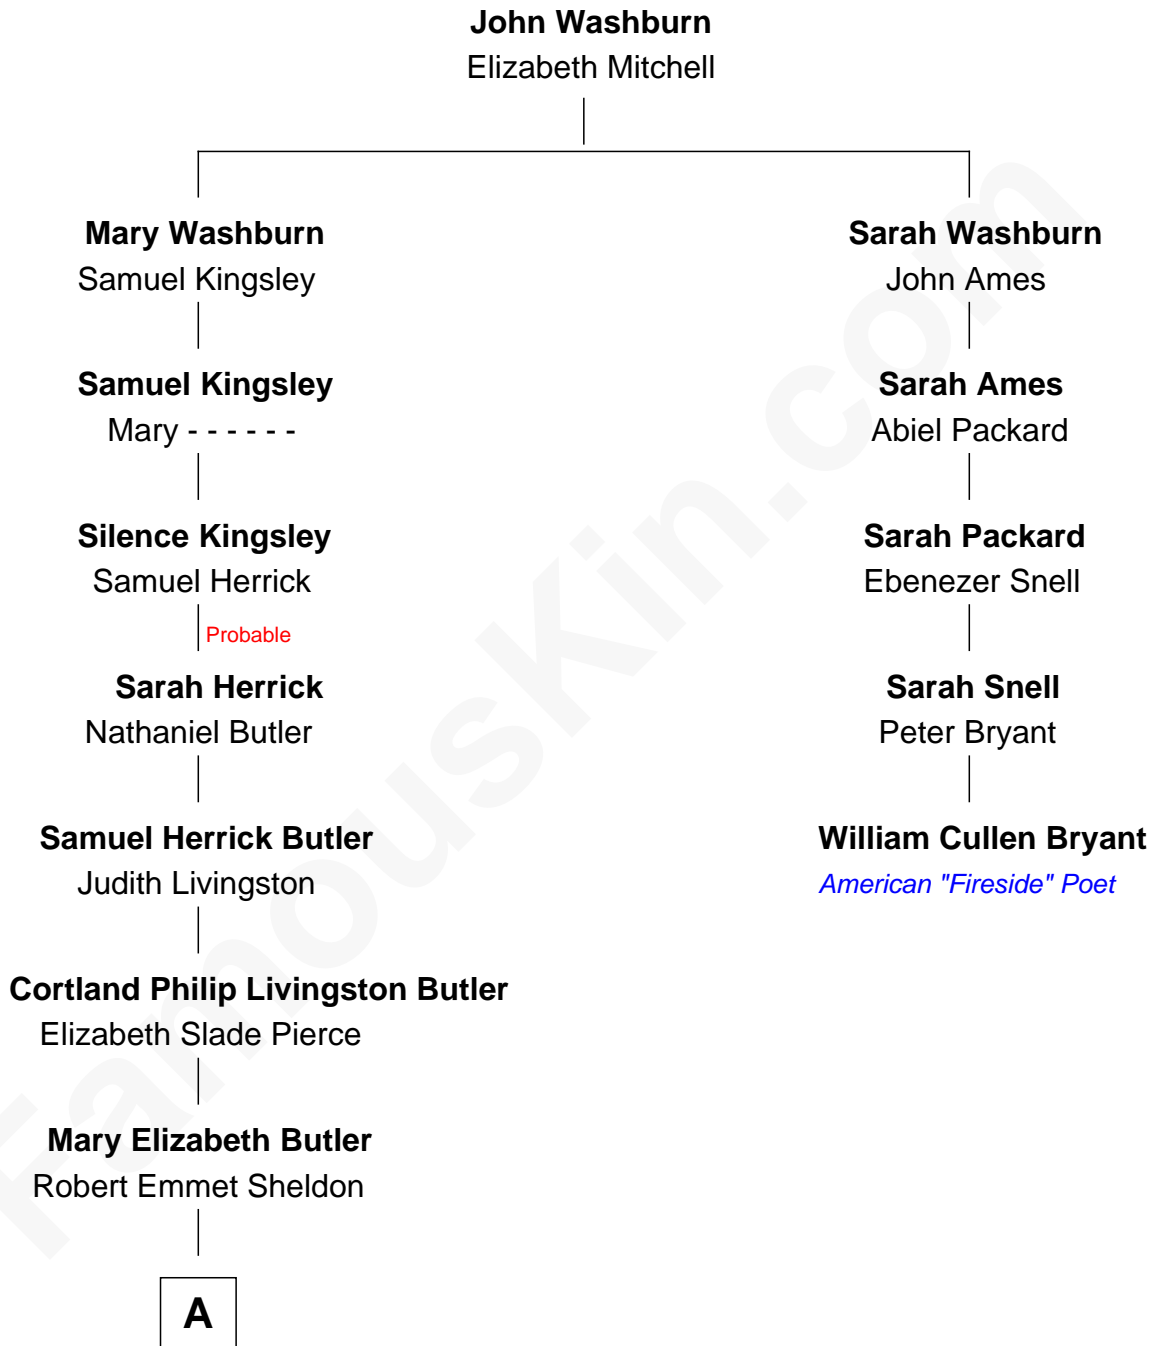 John Washburn
Elizabeth Mitchell
Mary Washburn
Samuel Kingsley
Sarah Washburn
John Ames
Samuel Kingsley
Mary - - - - - -
Sarah Ames
Abiel Packard
Silence Kingsley
Samuel Herrick
Sarah Packard
Ebenezer Snell
Probable
Sarah Herrick
Nathaniel Butler
Sarah Snell
Peter Bryant
Samuel Herrick Butler
Judith Livingston
William Cullen Bryant
American "Fireside" Poet
Cortland Philip Livingston Butler
Elizabeth Slade Pierce
Mary Elizabeth Butler
Robert Emmet Sheldon
A
FamousKin.com